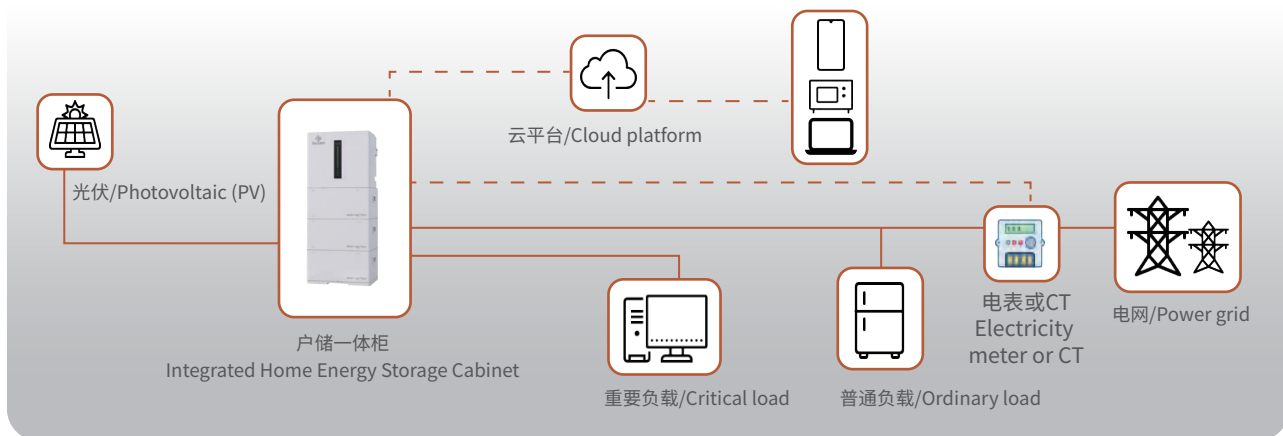 云平台/Cloud platform
光伏/Photovoltaic (PV)
户储一体柜
Integrated Home Energy Storage Cabinet
重要负载/Critical load
普通负载/Ordinary load
电表或CT
Electricity
meter or CT
电网/Power grid